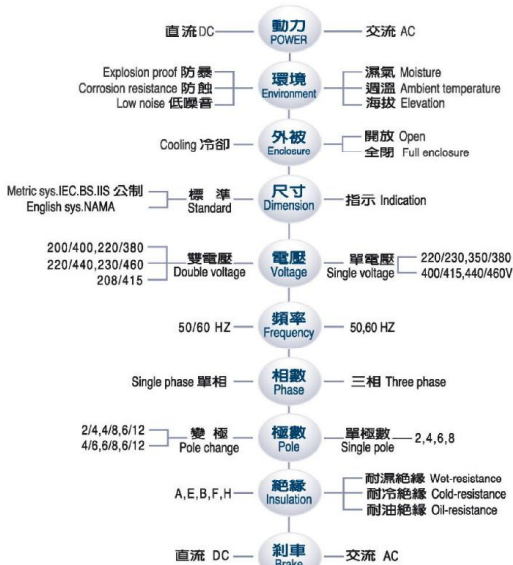 直流 DC
動力
POWER
交流 AC
Explosion proof 防暴
Corrosion resistance 防蝕
Low noise 低噪音
環境
Environment
濕氣 Moisture
週溫 Ambient temperature
海拔 Elevation
Cooling 冷卻
外被
Enclosure
開放 Open
全閉 Full enclosure
Metric sys.IEC.BS.IIS 公制
English sys.NAMA
標 準
Standard
尺寸
Dimension
指示 Indication
200/400,220/380
220/440,230/460
208/415
雙電壓
Double voltage
電壓
Voltage
單電壓
Single voltage
220/230,350/380
400/415,440/460V
50/60 HZ
頻率
Frequency
50,60 HZ
Single phase 單相
相數
Phase
三相 Three phase
2/4,4/8,6/12
4/6,6/8,6/12
變 極
Pole change
極數
Pole
單極數
Single pole
2,4,6,8
A,E,B,F,H
絕緣
Insulation
耐濕絕緣 Wet-resistance
耐冷絕緣 Cold-resistance
耐油絕緣 Oil-resistance
直流 DC
剎車
Brake
交流 AC